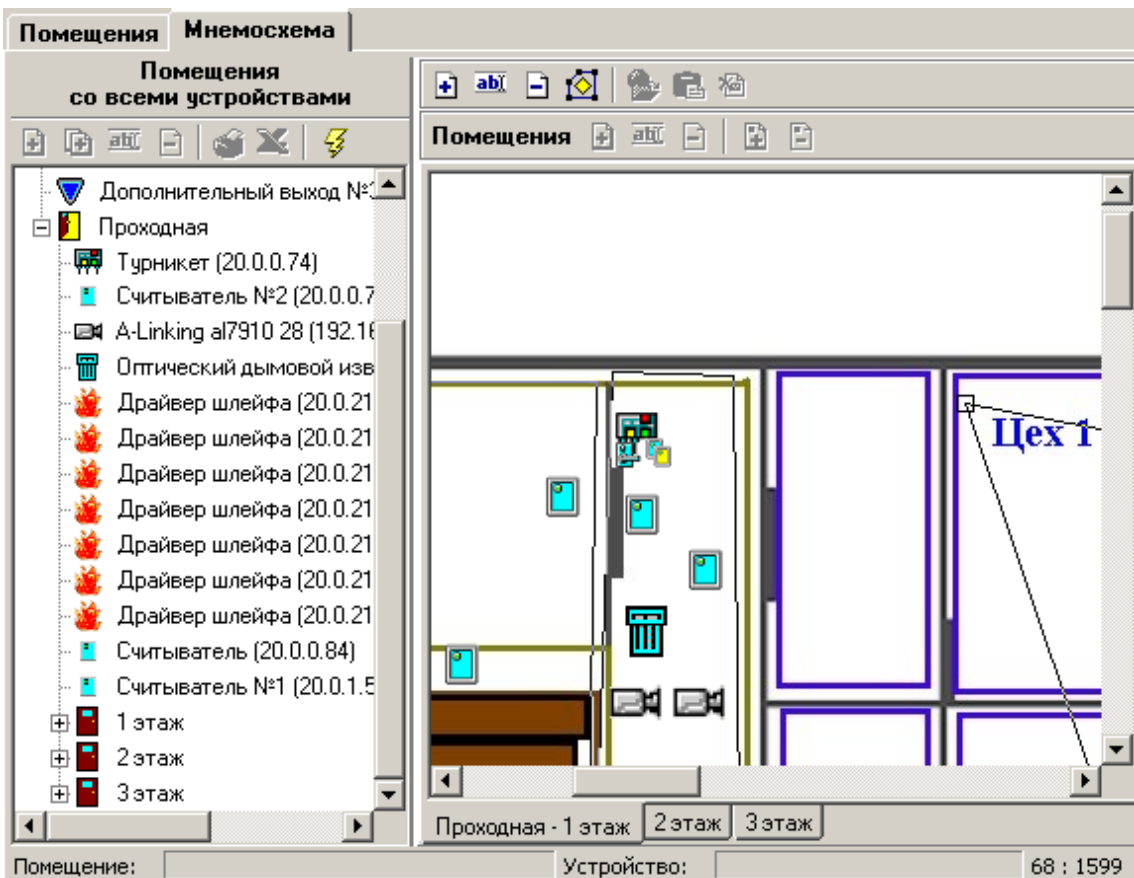 Помещения
Мнемосхема
Помещения
со всеми устройствами
Помещения
Дополнительный выход №
Проходная
Турникет (20.0.0.74)
Считыватель №2 (20.0.0.7
A-Linking al7910 28 (192.16
Оптический дымовой изв
Драйвер шлейфа (20.0.21
Драйвер шлейфа (20.0.21
Драйвер шлейфа (20.0.21
Драйвер шлейфа (20.0.21
Драйвер шлейфа (20.0.21
Драйвер шлейфа (20.0.21
Драйвер шлейфа (20.0.21
Считыватель (20.0.0.84)
Считыватель №1 (20.0.1.5
1 этаж
2 этаж
3 этаж
Цех 1
Проходная - 1 этаж
2 этаж
3 этаж
Помещение:
Устройство:
68 : 1599